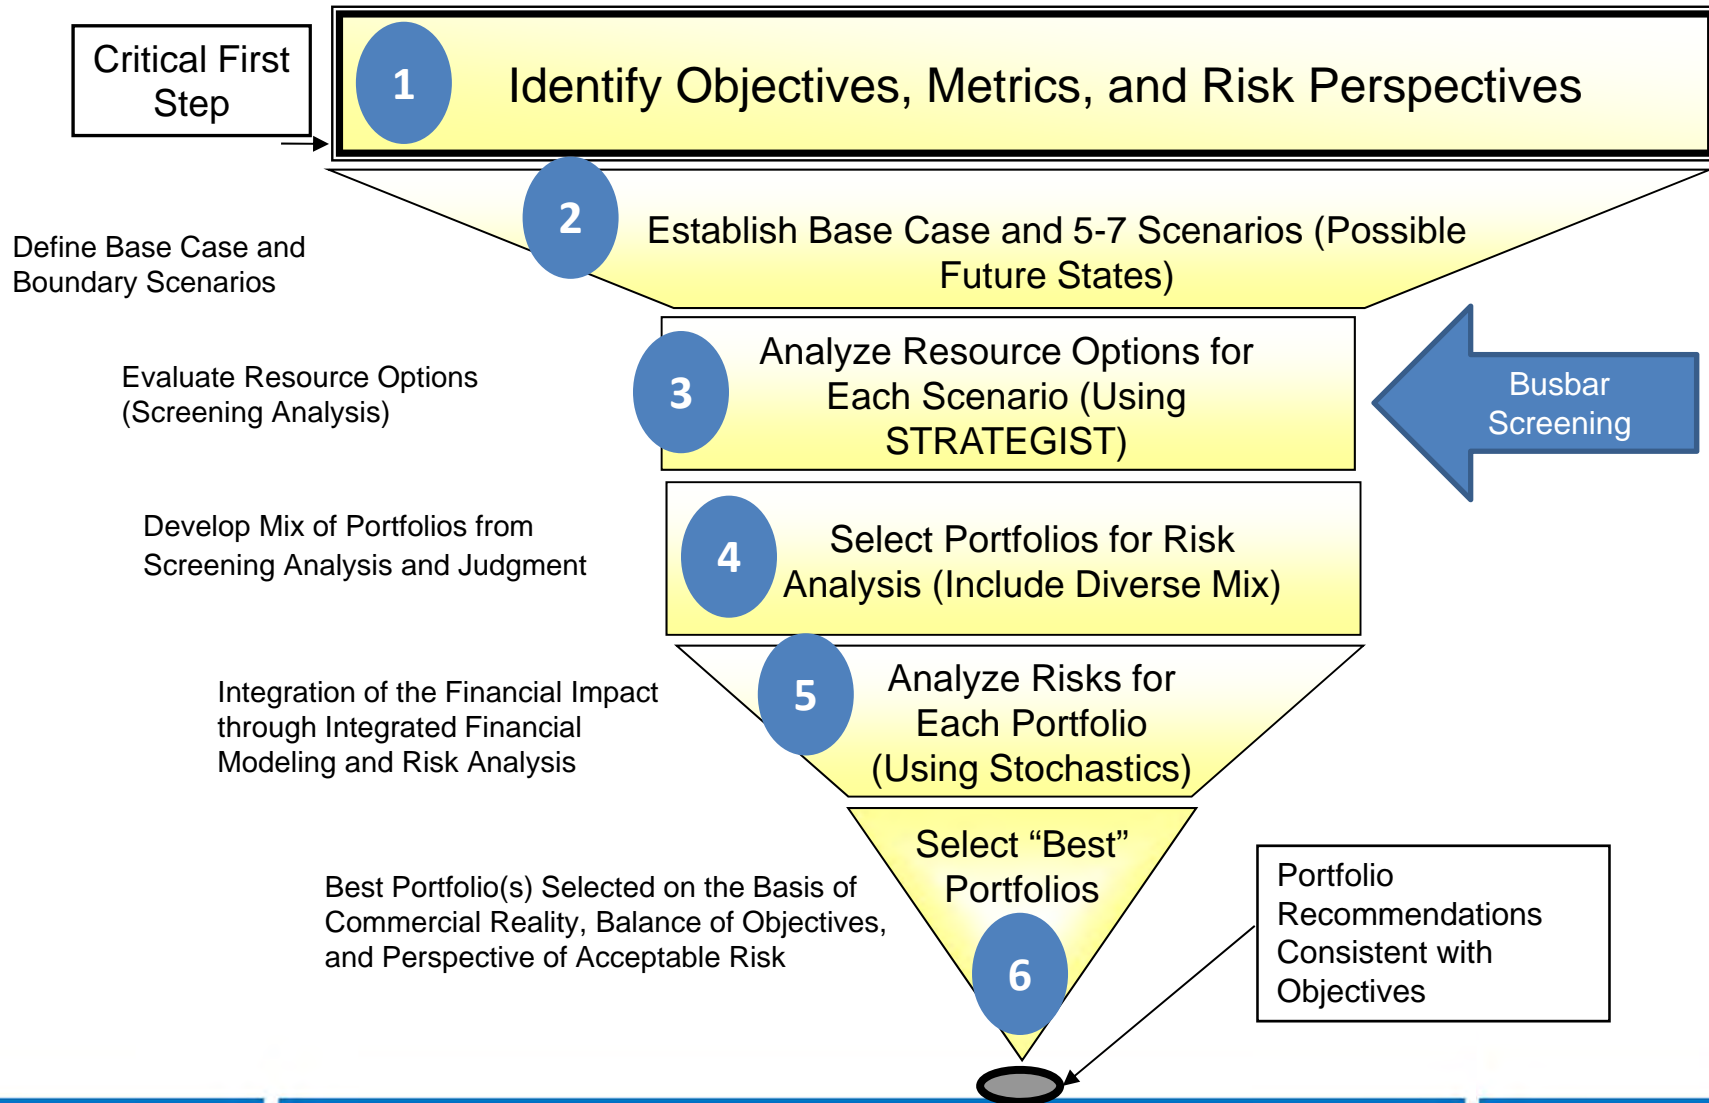 Critical First
Step
1
Identify Objectives, Metrics, and Risk Perspectives
2
Establish Base Case and 5-7 Scenarios (Possible
Future States)
Define Base Case and
Boundary Scenarios
3
Analyze Resource Options for
Each Scenario (Using
STRATEGIST)
Busbar
Screening
Evaluate Resource Options
(Screening Analysis)
4
Select Portfolios for Risk
Analysis (Include Diverse Mix)
Develop Mix of Portfolios from
Screening Analysis and Judgment
5
Analyze Risks for
Each Portfolio
(Using Stochastics)
Integration of the Financial Impact
through Integrated Financial
Modeling and Risk Analysis
Select “Best”
Portfolios
6
Best Portfolio(s) Selected on the Basis of
Commercial Reality, Balance of Objectives,
and Perspective of Acceptable Risk
Portfolio
Recommendations
Consistent with
Objectives